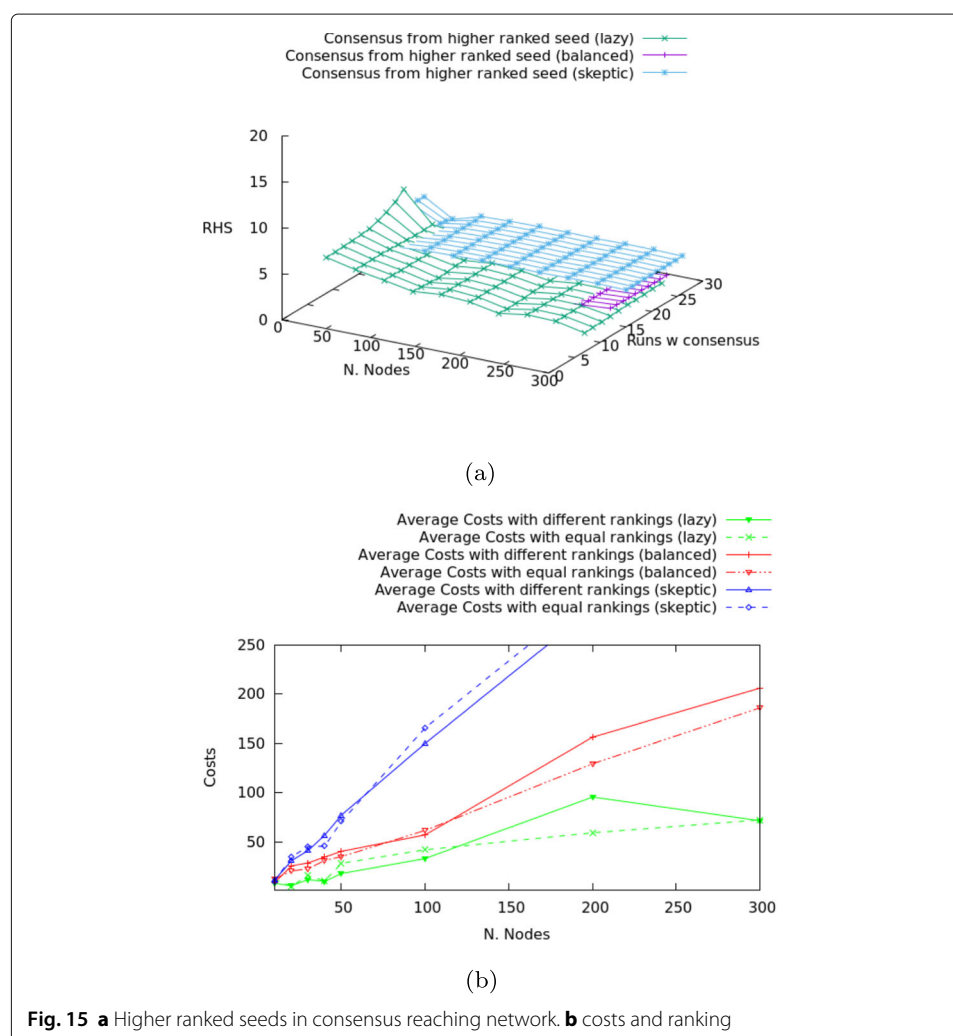 Consensus from higher ranked seed (lazy)
Consensus from higher ranked seed (balanced)
Consensus from higher ranked seed (skeptic)
20
15
10
5
0
RHS
0
50
100
150
200
250
300
N. Nodes
0
5
10
15
20
25
30
Runs w consensus
(a)
Average Costs with different rankings (lazy)
Average Costs with equal rankings (lazy)
Average Costs with different rankings (balanced)
Average Costs with equal rankings (balanced)
Average Costs with different rankings (skeptic)
Average Costs with equal rankings (skeptic)
250
200
150
100
50
Costs
50 100 150 200 250 300
N. Nodes
(b)
Fig. 15 a Higher ranked seeds in consensus reaching network. b costs and ranking